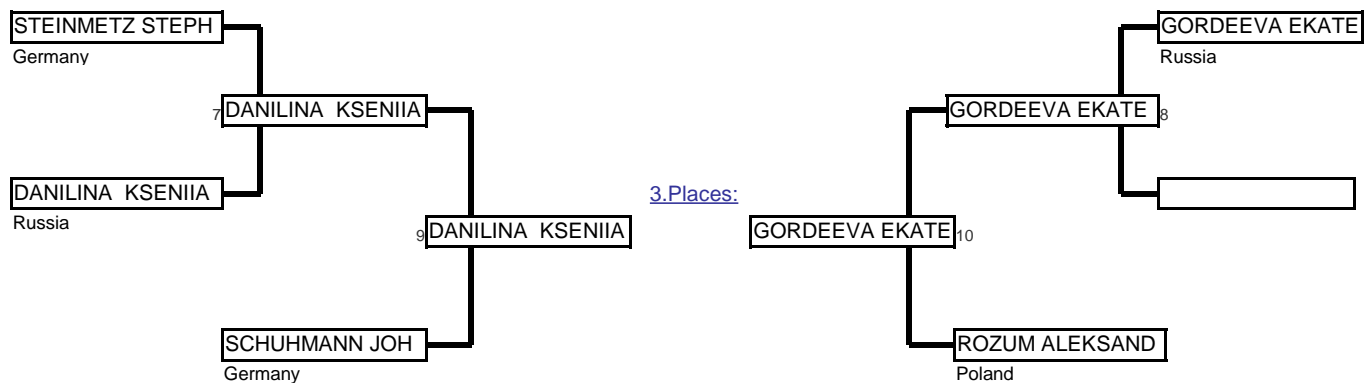 STEINMETZ STEPH
Germany
GORDEEVA EKATE
Russia
7 DANILINA  KSENIIA
GORDEEVA EKATE 8
DANILINA  KSENIIA
Russia
3.Places:
9 DANILINA  KSENIIA
GORDEEVA EKATE 10
SCHUHMANN JOH
Germany
ROZUM ALEKSAND
Poland